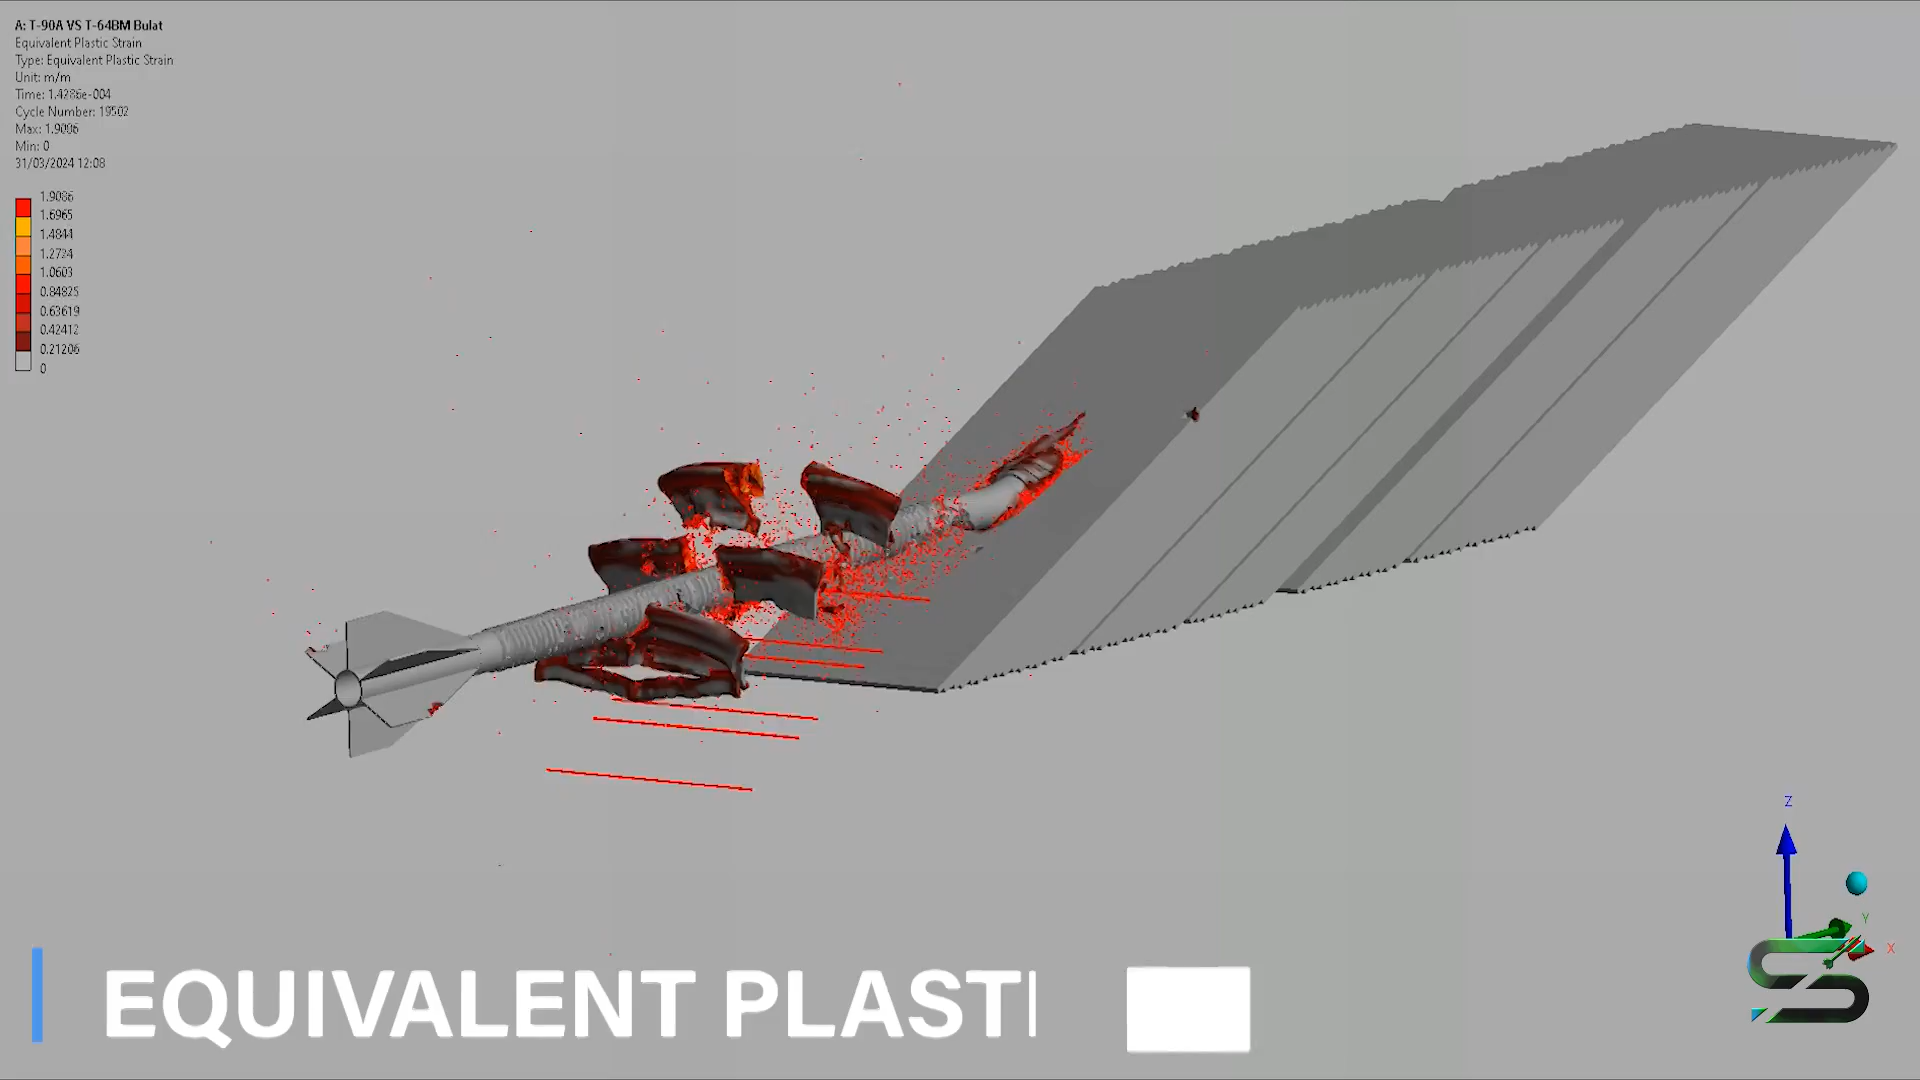 A: T-90A VS T-64BM Bulat
Equivalent Plastic Strain
Type: Equivalent Plastic Strain
Unit: m/m
Time: 1.4286e-004
Cycle Number: 19502
Max: 1.9086
Min: 0
31/03/2024 12:08
1.9086
1.6965
1.4844
1.2724
1.0603
0.84825
0.63619
0.42412
0.21206
0
Z
Y
X
EQUIVALENT PLASTI